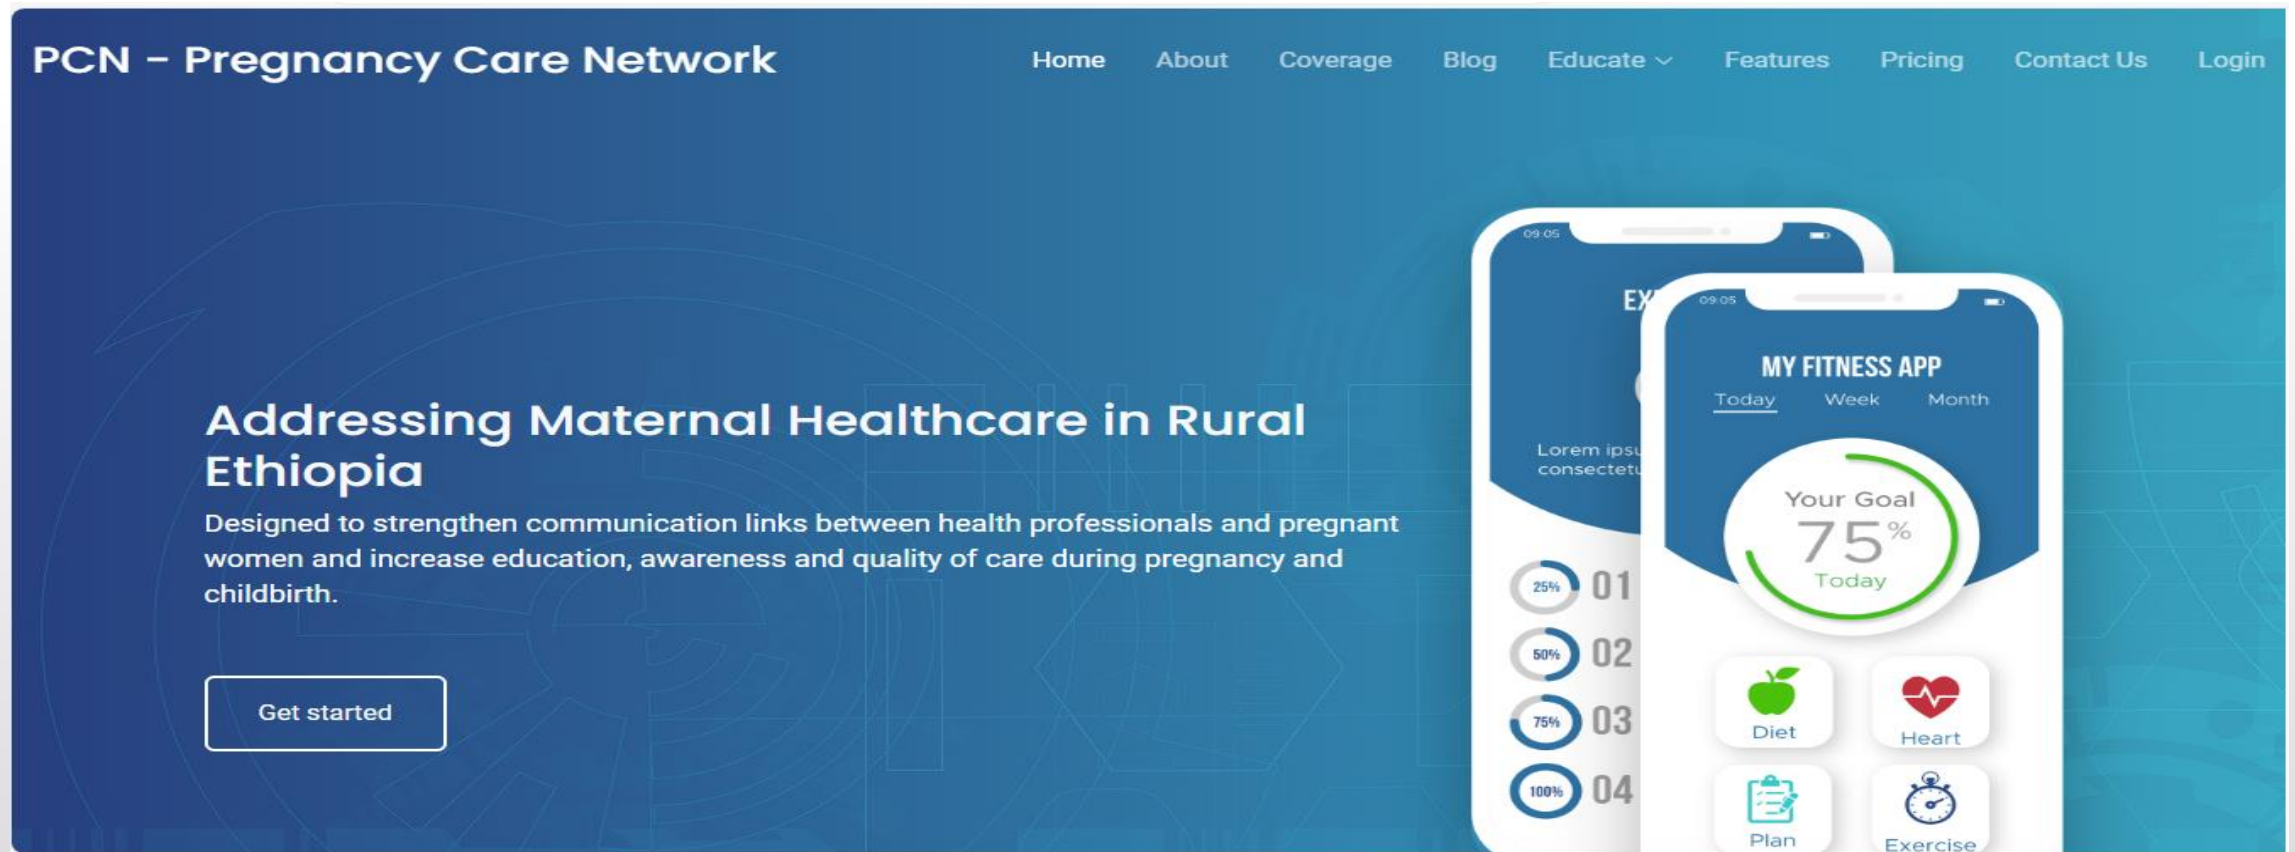 PCN – Pregnancy Care Network
Home About Coverage Blog Educate Features Pricing Contact Us Login
Addressing Maternal Healthcare in Rural
Ethiopia
Designed to strengthen communication links between health professionals and pregnant
women and increase education, awareness and quality of care during pregnancy and
childbirth.
Get started
09:05
Lorem
25% 01
50% 02
75% 03
100% 04
09:05
MY FITNESS APP
Today Week Month
Your Goal
75%
Today
Diet Heart
Plan Exercise